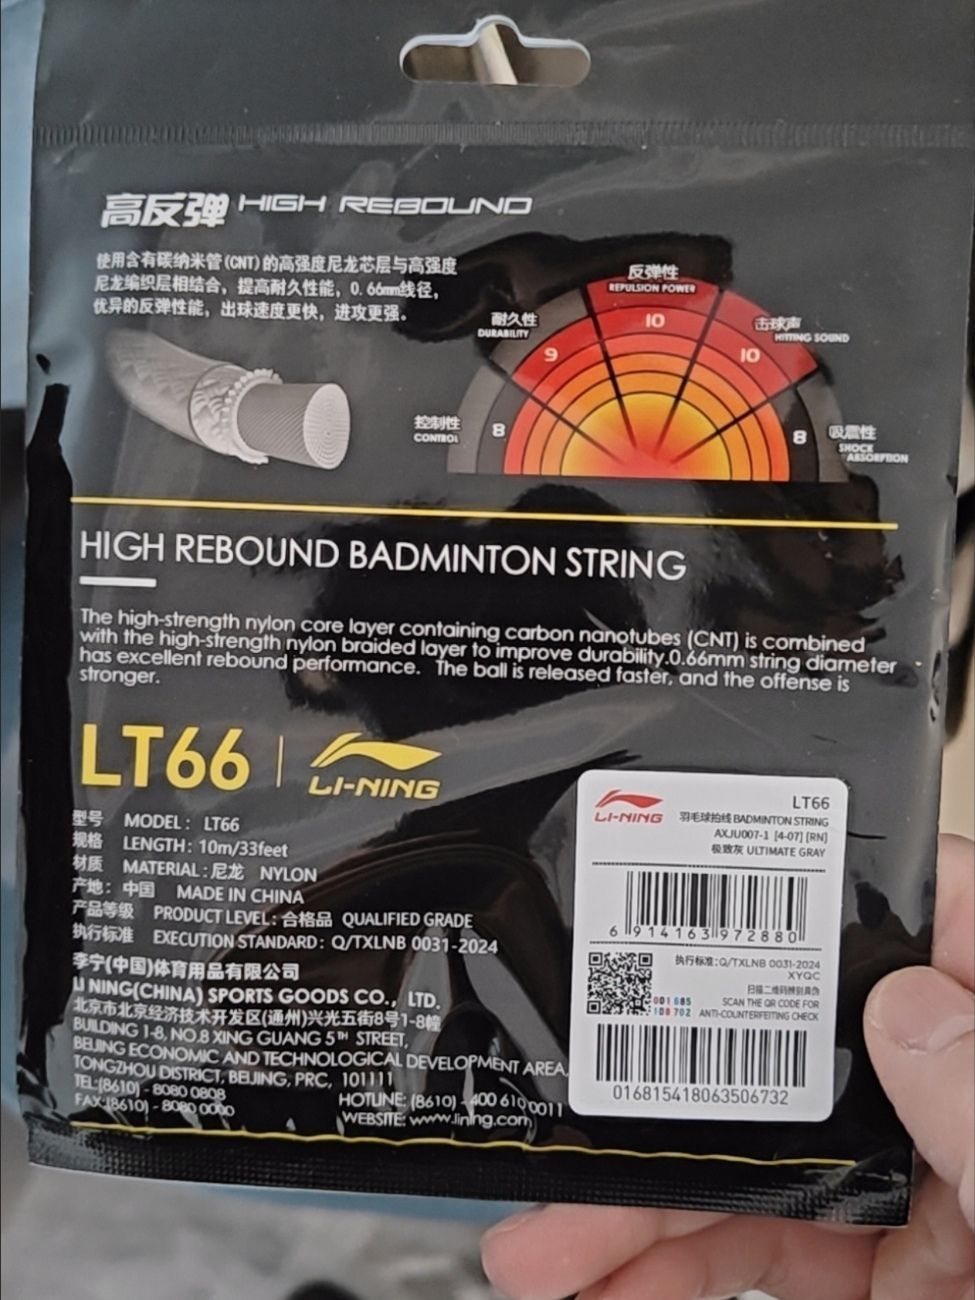 高反弹 HIGH REBOUND
使用含有碳纳米管(CNT)的高强度尼龙芯层与高强度
尼龙编织层相结合，提高耐久性能，0.66mm线径，
优异的反弹性能，出球速度更快，进攻更强。
反弹性
REPULSION POWER
10
耐久性
DURABILITY
9
击球声
HITTING SOUND
10
控制性
CONTROL
8
吸震性
SHOCK
ABSORPTION
8
HIGH REBOUND BADMINTON STRING
The high-strength nylon core layer containing carbon nanotubes (CNT) is combined
with the high-strength nylon braided layer to improve durability.0.66mm string diameter
has excellent rebound performance. The ball is released faster, and the offense is
stronger.
LT66 | LI-NING
型号 MODEL: LT66
规格 LENGTH: 10m/33feet
材质 MATERIAL:尼龙 NYLON
产地: 中国 MADE IN CHINA
产品等级 PRODUCT LEVEL: 合格品 QUALIFIED GRADE
执行标准 EXECUTION STANDARD: Q/TXLNB 0031-2024
李宁(中国)体育用品有限公司
LI NING(CHINA) SPORTS GOODS CO., LTD.
北京市北京经济技术开发区(通州)兴光五街8号1-8幢
BUILDING 1-8, NO.8 XING GUANG 5TH STREET,
BEIJING ECONOMIC AND TECHNOLOGICAL DEVELOPMENT AREA,
TONGZHOU DISTRICT, BEIJING, PRC, 101111
TEL:(8610) - 8080 0808 HOTLINE: (8610) - 400 610 0011
FAX:(8610) - 8080 0000 WEBSITE: www.lining.com
LI-NING
LT66
羽毛球拍线 BADMINTON STRING
AXJU007-1 [4-07] [RN]
极致灰 ULTIMATE GRAY
6 914163 972880
执行标准:Q/TXLNB 0031-2024
XYQC
扫描二维码辨别真伪
SCAN THE QR CODE FOR
ANTI-COUNTERFEITING CHECK
001 685
108 702
016815418063506732